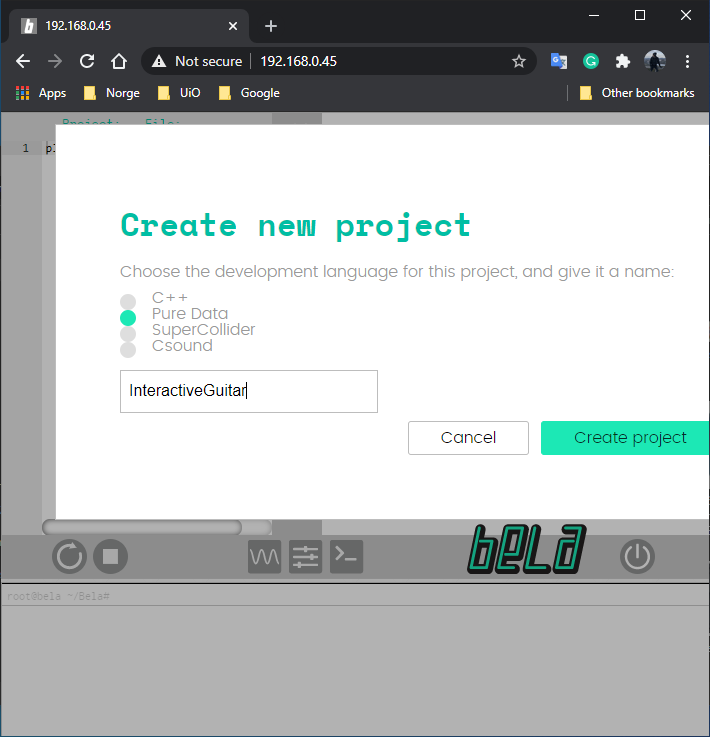 192.168.0.45
Not secure 192.168.0.45
Apps Norge UiO Google Other bookmarks
Project: File:
1
Create new project
Choose the development language for this project, and give it a name:
C++
Pure Data
SuperCollider
Csound
InteractiveGuitar
Cancel Create project
bela
root@bela ~/Bela#